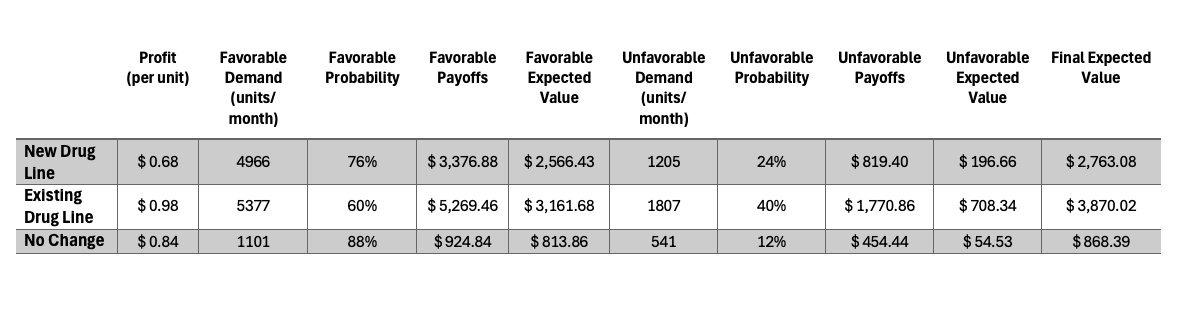 Profit (per unit) Favorable Demand (units/ month) Favorable Probability Favorable Payoffs Favorable Expected Value Unfavorable Demand (units/ month) Unfavorable Probability Unfavorable Payoffs Unfavorable Expected Value Final Expected Value
New Drug Line $ 0.68 4966 76% $ 3,376.88 $ 2,566.43 1205 24% $ 819.40 $ 196.66 $ 2,763.08
Existing Drug Line $ 0.98 5377 60% $ 5,269.46 $ 3,161.68 1807 40% $ 1,770.86 $ 708.34 $ 3,870.02
No Change $ 0.84 1101 88% $ 924.84 $ 813.86 541 12% $ 454.44 $ 54.53 $ 868.39